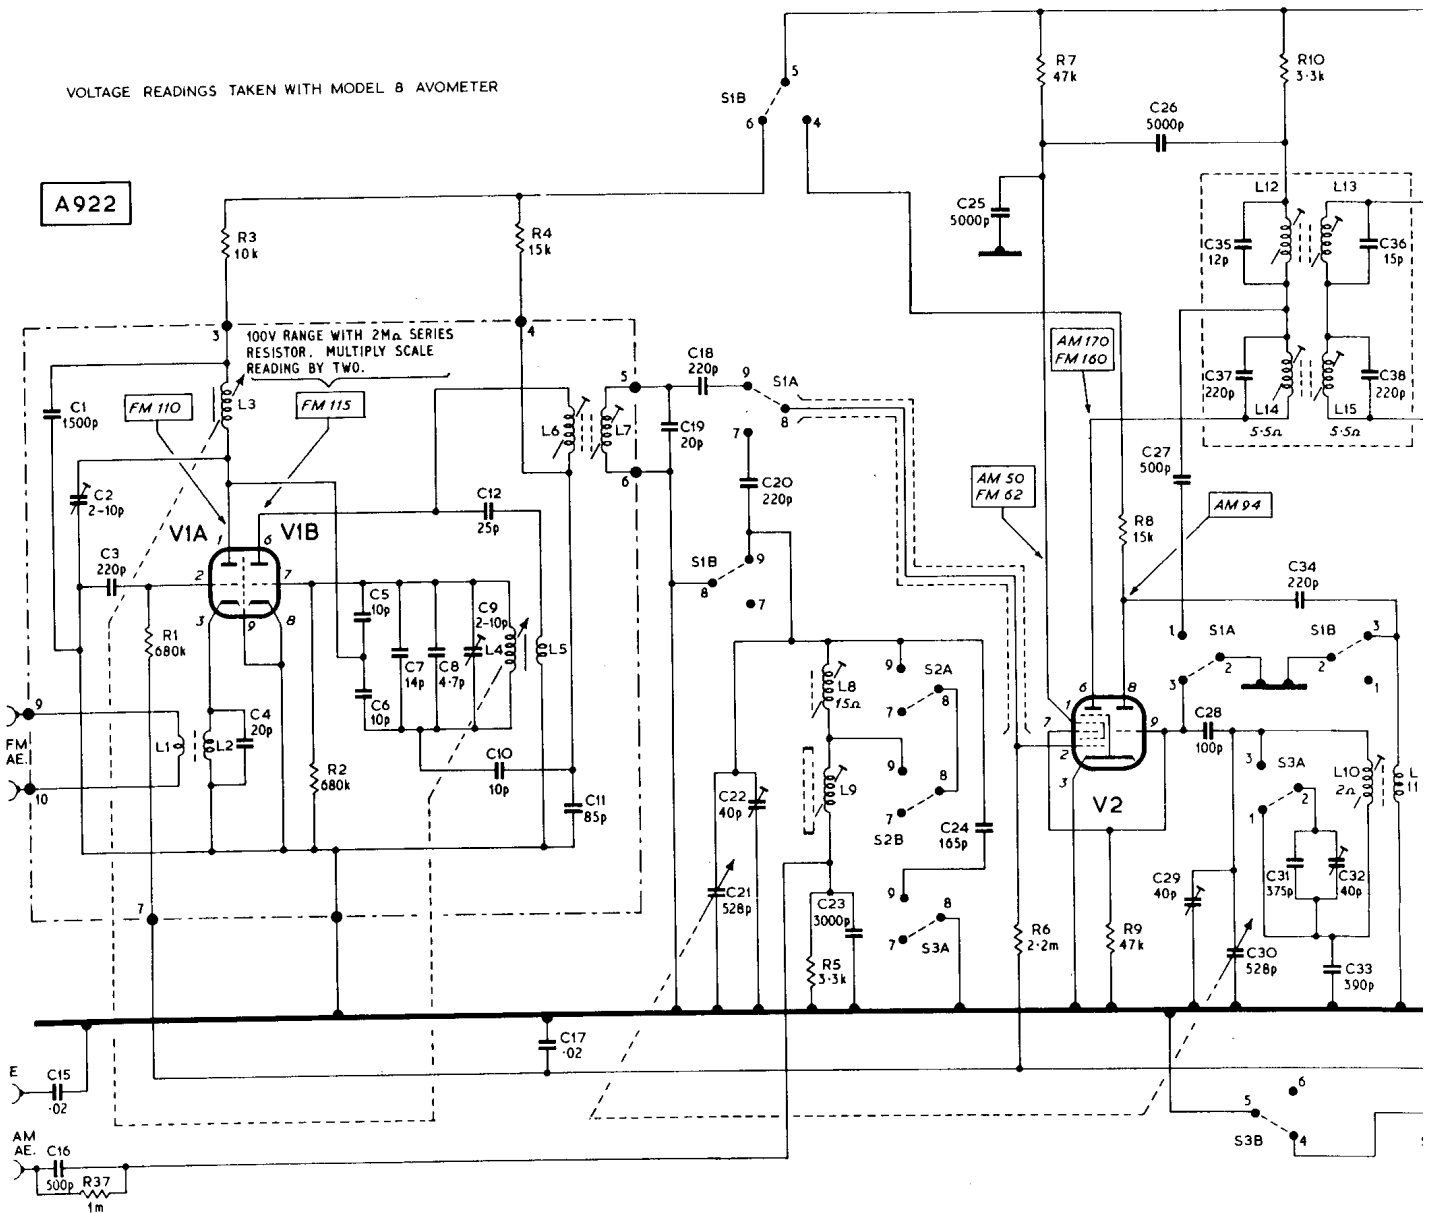 VOLTAGE READINGS TAKEN WITH MODEL 8 AVOMETER
A922
5
S1B
6
4
R7
47k
R10
3·3k
C26
5000p
C25
5000p
R3
10k
R4
15k
L12
L13
C35
12p
C36
15p
C37
220p
C38
220p
L14
5·5Ω
L15
5·5Ω
3
100V RANGE WITH 2MΩ SERIES
RESISTOR. MULTIPLY SCALE
READING BY TWO.
4
C1
1500p
FM 110
L3
FM 115
L6
L7
5
6
C18
220p
9
S1A
8
7
C19
20p
C20
220p
AM 170
FM 160
C27
500p
AM 50
FM 62
AM 94
R8
15k
C2
2-10p
V1A
V1B
C12
25p
C3
220p
1
6
2
7
3
9
8
S1B
9
8
7
C34
220p
R1
680k
C5
10p
C7
14p
C8
4·7p
C9
2-10p
L4
L5
C6
10p
1
S1A
2
3
S1B
2
3
1
9
FM
AE.
10
L1
L2
C4
20p
R2
680k
C10
10p
C11
85p
L8
15Ω
9
S2A
8
7
L9
9
8
7
S2B
C22
40p
C21
528p
C24
165p
C23
3000p
9
8
7
S3A
R5
3·3k
1
6
8
7
9
2
3
V2
C28
100p
3
S3A
2
1
L10
2Ω
L
11
C31
375p
C32
40p
C29
40p
C30
528p
C33
390p
R6
2·2m
R9
47k
7
C17
·02
E
C15
·02
AM
AE.
C16
500p
R37
1m
6
5
4
S3B